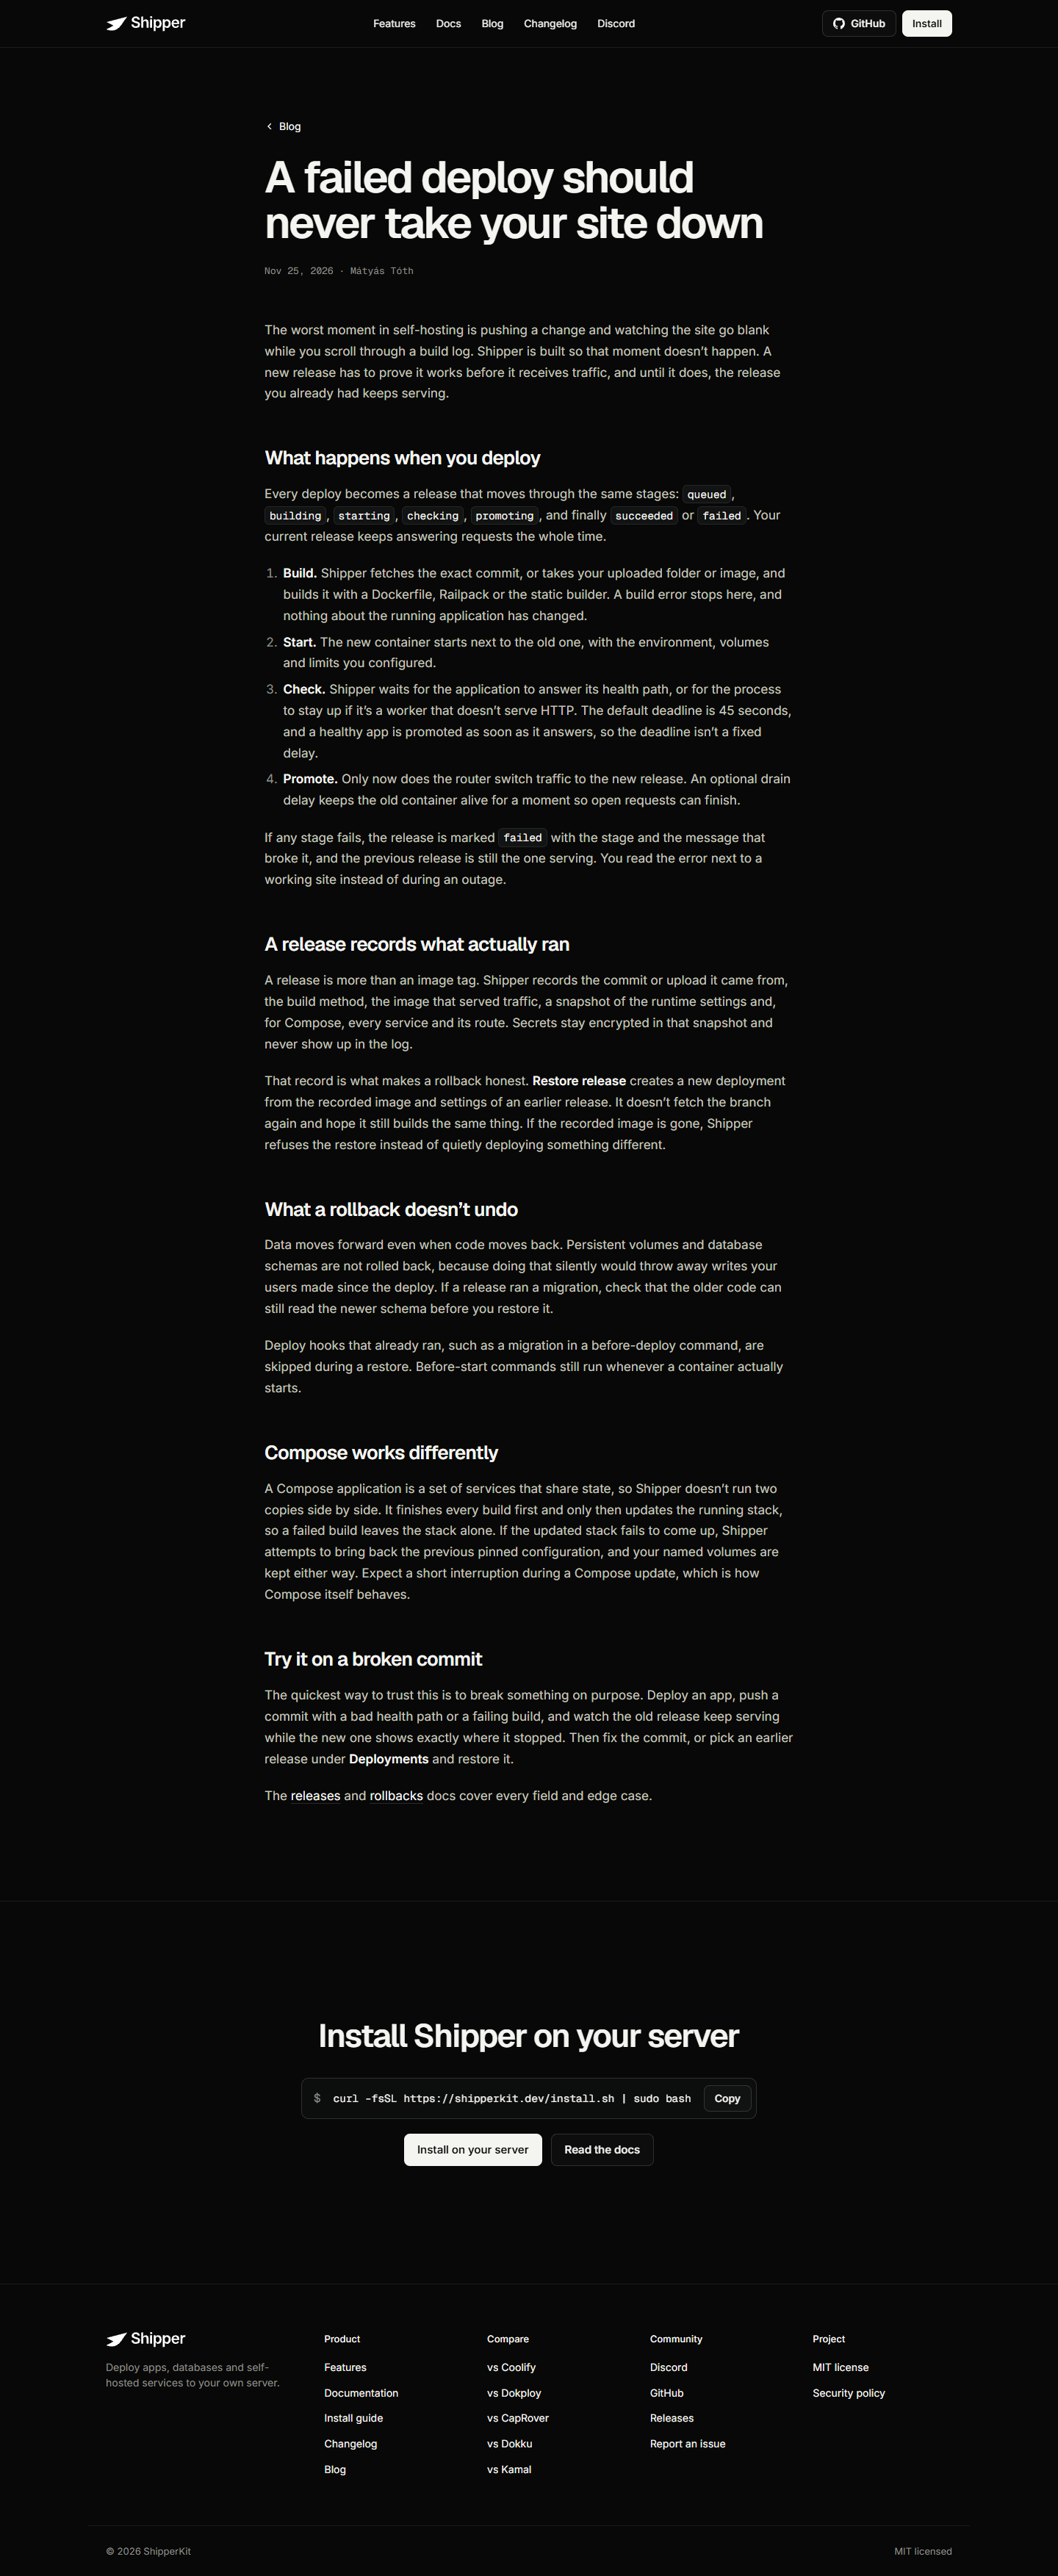 Shipper
Features
Docs
Blog
Changelog
Discord
GitHub
Install
Blog
A failed deploy should
never take your site down
Nov 25, 2026 · Mátyás Tóth
The worst moment in self-hosting is pushing a change and watching the site go blank
while you scroll through a build log. Shipper is built so that moment doesn’t happen. A
new release has to prove it works before it receives traffic, and until it does, the release
you already had keeps serving.
What happens when you deploy
Every deploy becomes a release that moves through the same stages: queued,
building, starting, checking, promoting, and finally succeeded or failed. Your
current release keeps answering requests the whole time.
1. Build. Shipper fetches the exact commit, or takes your uploaded folder or image, and
builds it with a Dockerfile, Railpack or the static builder. A build error stops here, and
nothing about the running application has changed.
2. Start. The new container starts next to the old one, with the environment, volumes
and limits you configured.
3. Check. Shipper waits for the application to answer its health path, or for the process
to stay up if it’s a worker that doesn’t serve HTTP. The default deadline is 45 seconds,
and a healthy app is promoted as soon as it answers, so the deadline isn’t a fixed
delay.
4. Promote. Only now does the router switch traffic to the new release. An optional drain
delay keeps the old container alive for a moment so open requests can finish.
If any stage fails, the release is marked failed with the stage and the message that
broke it, and the previous release is still the one serving. You read the error next to a
working site instead of during an outage.
A release records what actually ran
A release is more than an image tag. Shipper records the commit or upload it came from,
the build method, the image that served traffic, a snapshot of the runtime settings and,
for Compose, every service and its route. Secrets stay encrypted in that snapshot and
never show up in the log.
That record is what makes a rollback honest. Restore release creates a new deployment
from the recorded image and settings of an earlier release. It doesn’t fetch the branch
again and hope it still builds the same thing. If the recorded image is gone, Shipper
refuses the restore instead of quietly deploying something different.
What a rollback doesn’t undo
Data moves forward even when code moves back. Persistent volumes and database
schemas are not rolled back, because doing that silently would throw away writes your
users made since the deploy. If a release ran a migration, check that the older code can
still read the newer schema before you restore it.
Deploy hooks that already ran, such as a migration in a before-deploy command, are
skipped during a restore. Before-start commands still run whenever a container actually
starts.
Compose works differently
A Compose application is a set of services that share state, so Shipper doesn’t run two
copies side by side. It finishes every build first and only then updates the running stack,
so a failed build leaves the stack alone. If the updated stack fails to come up, Shipper
attempts to bring back the previous pinned configuration, and your named volumes are
kept either way. Expect a short interruption during a Compose update, which is how
Compose itself behaves.
Try it on a broken commit
The quickest way to trust this is to break something on purpose. Deploy an app, push a
commit with a bad health path or a failing build, and watch the old release keep serving
while the new one shows exactly where it stopped. Then fix the commit, or pick an earlier
release under Deployments and restore it.
The releases and rollbacks docs cover every field and edge case.
Install Shipper on your server
$ curl -fsSL https://shipperkit.dev/install.sh | sudo bash
Copy
Install on your server
Read the docs
Shipper
Deploy apps, databases and self-
hosted services to your own server.
Product
Features
Documentation
Install guide
Changelog
Blog
Compare
vs Coolify
vs Dokploy
vs CapRover
vs Dokku
vs Kamal
Community
Discord
GitHub
Releases
Report an issue
Project
MIT license
Security policy
© 2026 ShipperKit
MIT licensed